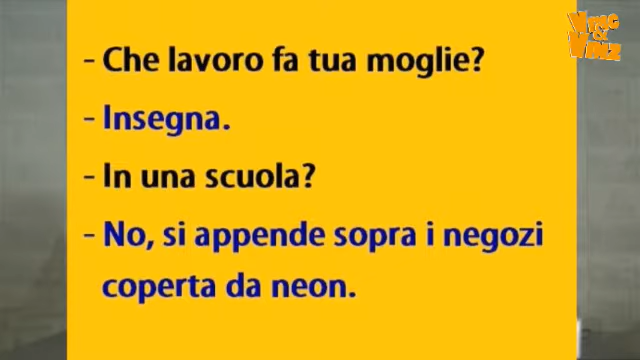 - Che lavoro fa tua moglie?
- Insegna.
- In una scuola?
- No, si appende sopra i negozi
coperta da neon.